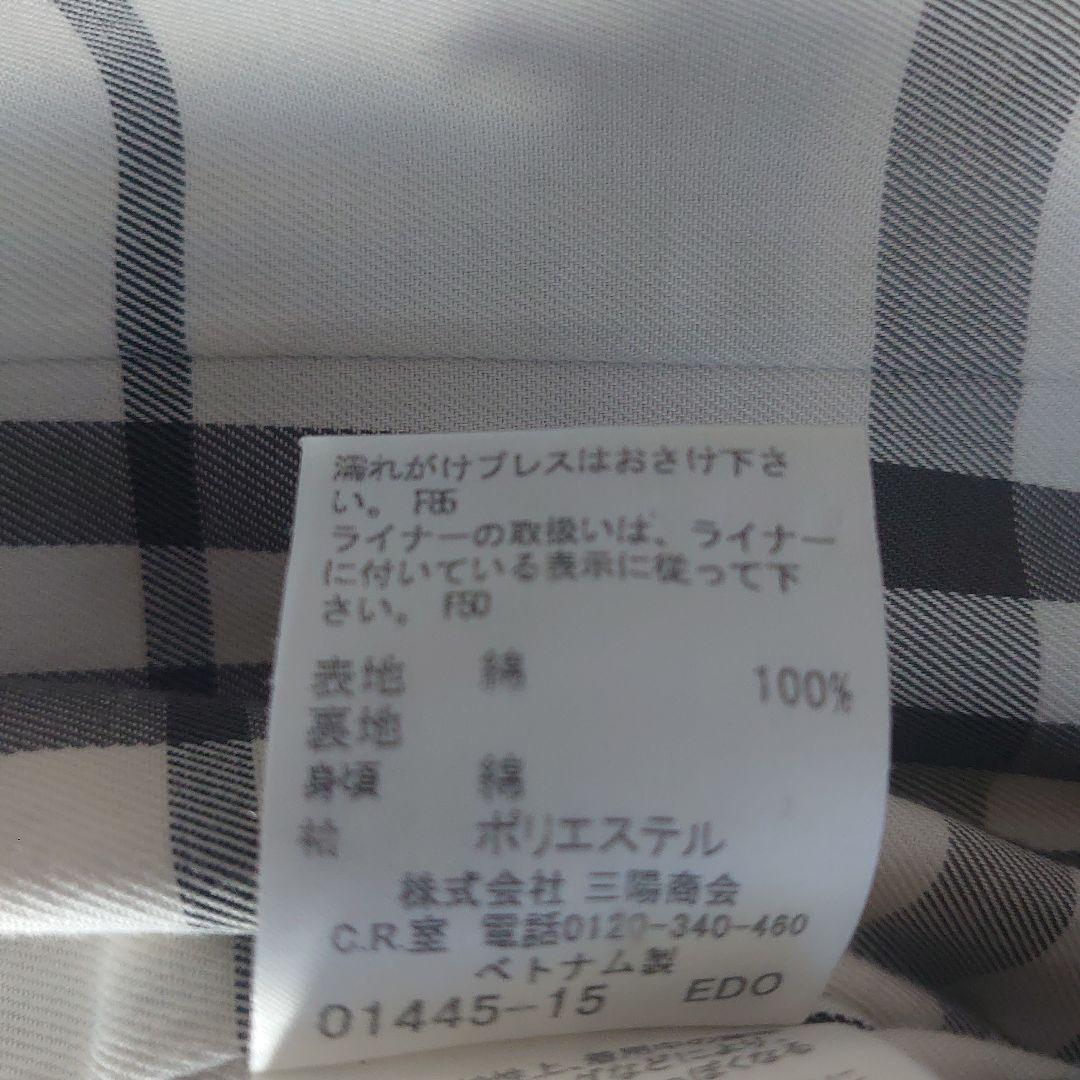 濡れがけプレスはおさけ下さ
い。 F85
ライナーの取扱いは、ライナー
に付いている表示に従って下
さい。 F50
表地 綿 100%
裏地
身頃 綿
袷 ポリエステル
株式会社 三陽商会
C.R.室 電話0120-340-460
ベトナム製
01445-15 EDO